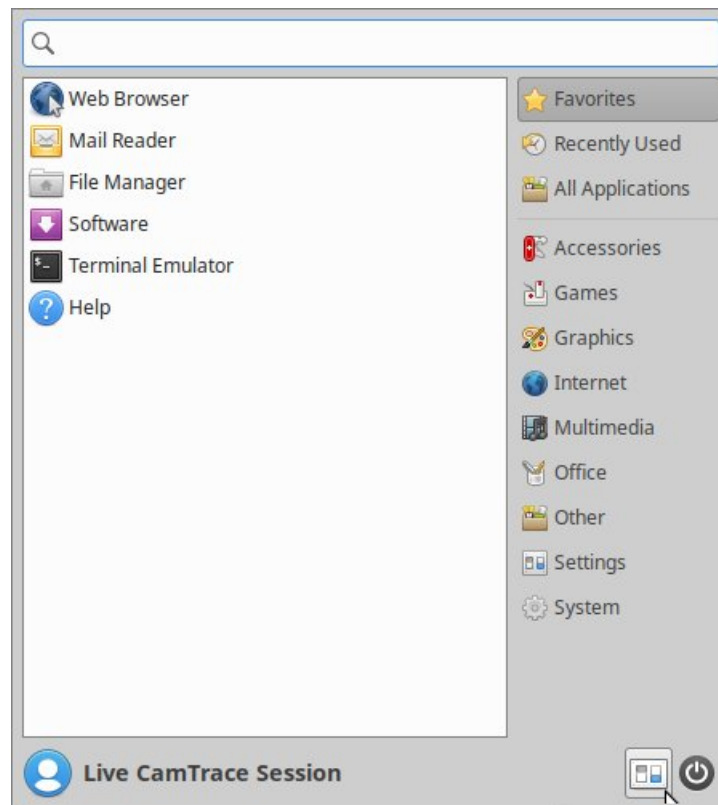 Web Browser
Mail Reader
File Manager
Software
Terminal Emulator
Help
Favorites
Recently Used
All Applications
Accessories
Games
Graphics
Internet
Multimedia
Office
Other
Settings
System
Live CamTrace Session